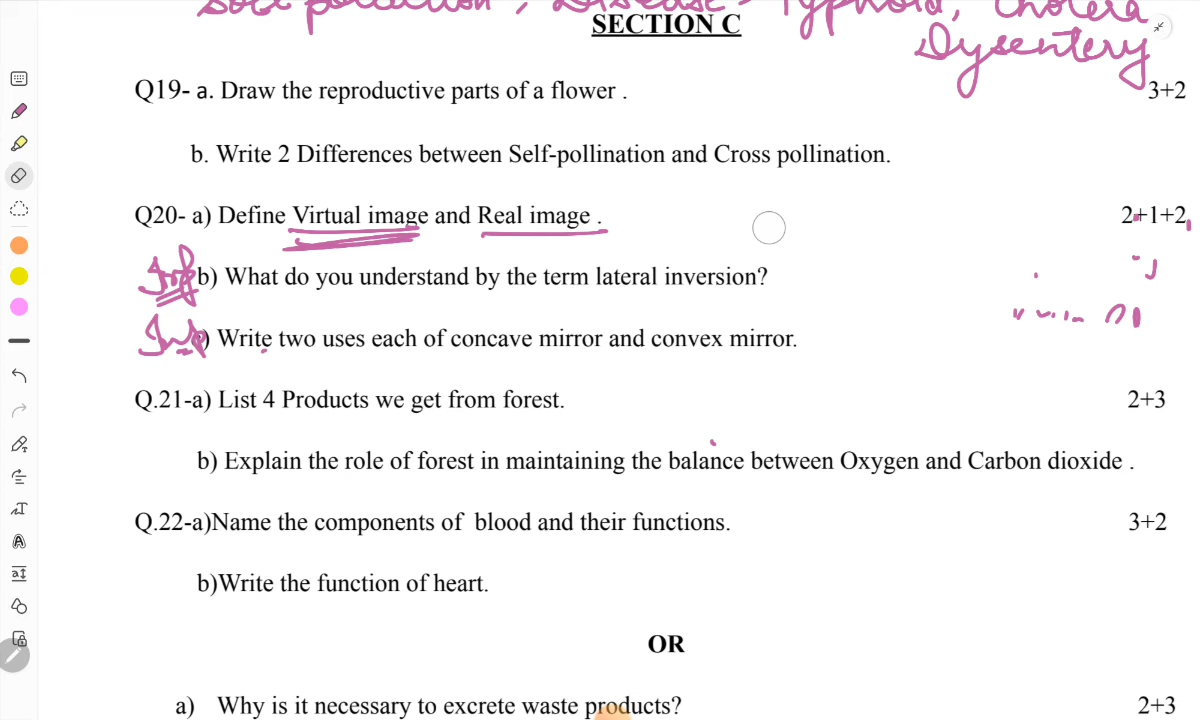 Soil pollution, Disease - Typhoid, Cholera
Dysentery
SECTION C
Q19- a. Draw the reproductive parts of a flower . 3+2
b. Write 2 Differences between Self-pollination and Cross pollination.
Q20- a) Define Virtual image and Real image . 2+1+2
Imp b) What do you understand by the term lateral inversion?
Imp ) Write two uses each of concave mirror and convex mirror.
Q.21-a) List 4 Products we get from forest. 2+3
b) Explain the role of forest in maintaining the balance between Oxygen and Carbon dioxide .
Q.22-a)Name the components of blood and their functions. 3+2
b)Write the function of heart.
OR
a) Why is it necessary to excrete waste products? 2+3